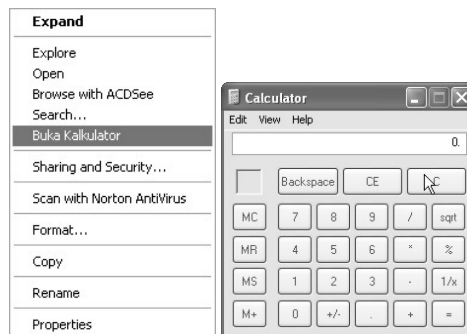 Expand
Explore
Open
Browse with ACDSee
Search...
Buka Kalkulator
Sharing and Security...
Scan with Norton AntiVirus
Format...
Copy
Rename
Properties
Calculator
Edit View Help
0.
Backspace CE C
MC 7 8 9 / sqrt
MR 4 5 6 * %
MS 1 2 3 - 1/x
M+ 0 +/- . + =